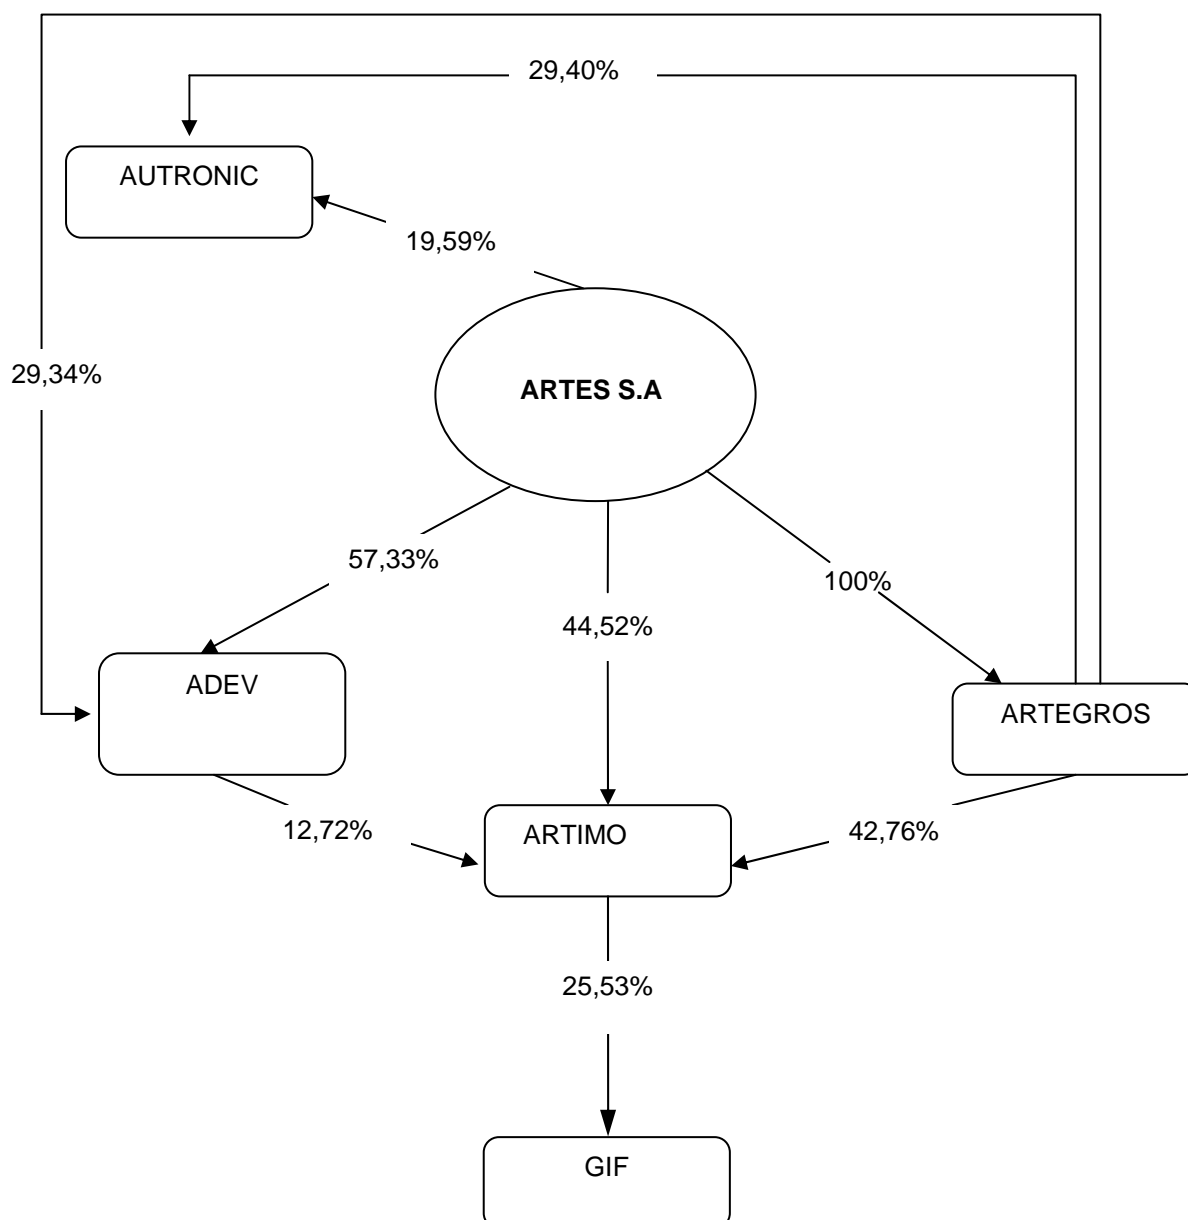 29,40%
AUTRONIC
19,59%
29,34%
ARTES S.A
57,33%
100%
44,52%
ADEV
ARTEGROS
12,72%
ARTIMO
42,76%
25,53%
GIF